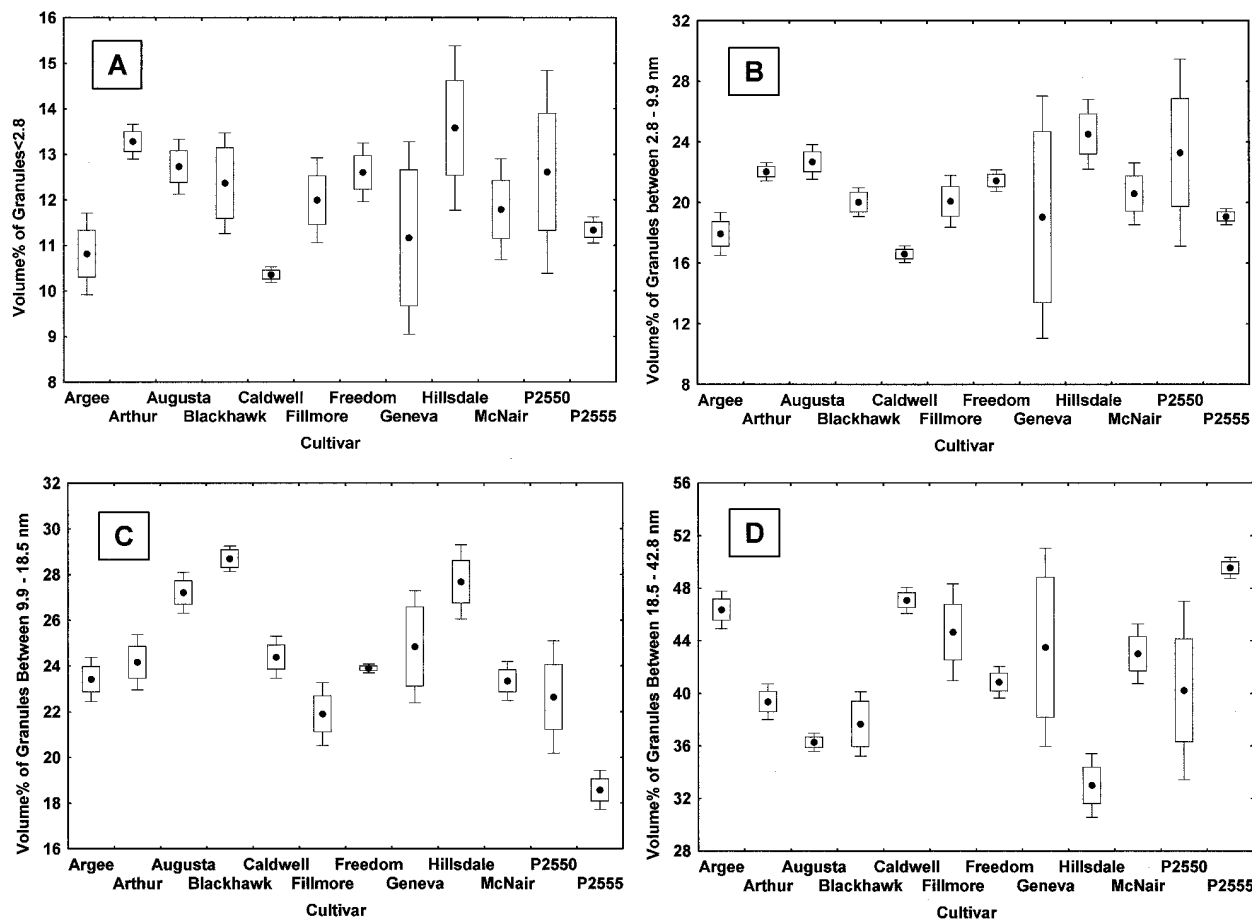 A
Volume% of Granules<2.8
16
15
14
13
12
11
10
9
8
Argee Augusta Caldwell Freedom Hillsdale P2550
Arthur Blackhawk Fillmore Geneva McNair P2555
Cultivar
B
Volume% of Granules between 2.8 - 9.9 nm
32
28
24
20
16
12
8
Argee Augusta Caldwell Freedom Hillsdale P2550
Arthur Blackhawk Fillmore Geneva McNair P2555
Cultivar
C
Volume% of Granules Between 9.9 - 18.5 nm
32
30
28
26
24
22
20
18
16
Argee Augusta Caldwell Freedom Hillsdale P2550
Arthur Blackhawk Fillmore Geneva McNair P2555
Cultivar
D
Volume% of Granules Between 18.5 - 42.8 nm
56
52
48
44
40
36
32
28
Argee Augusta Caldwell Freedom Hillsdale P2550
Arthur Blackhawk Fillmore Geneva McNair P2555
Cultivar